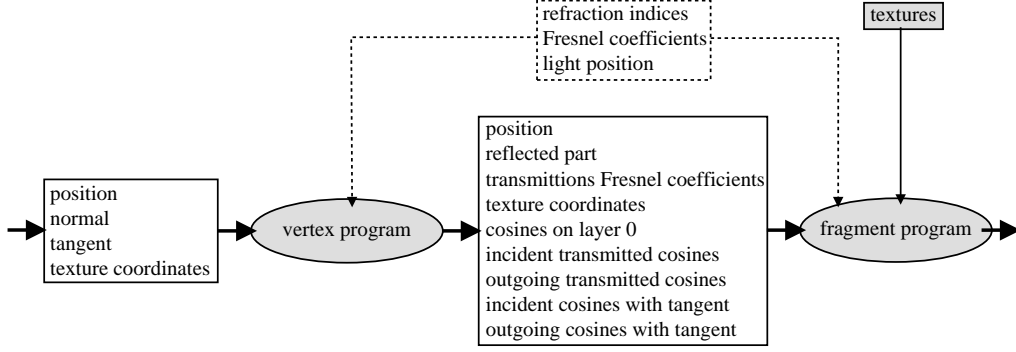 refraction indices
Fresnel coefficients
light position
textures
position
normal
tangent
texture coordinates
vertex program
position
reflected part
transmittions Fresnel coefficients
texture coordinates
cosines on layer 0
incident transmitted cosines
outgoing transmitted cosines
incident cosines with tangent
outgoing cosines with tangent
fragment program